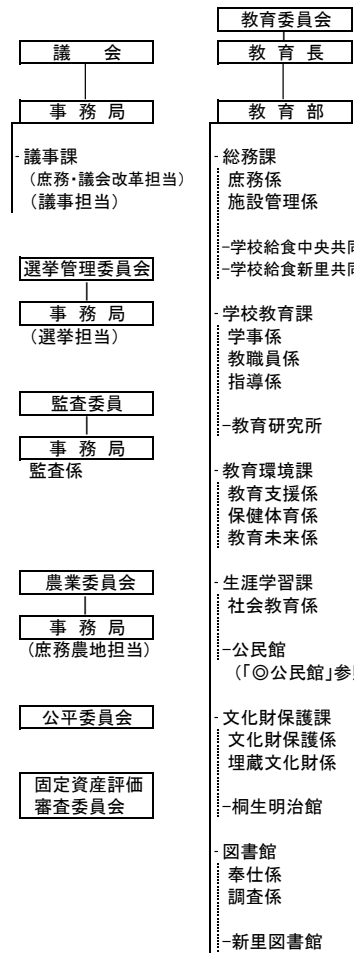 議 会
事 務 局
議事課
（庶務・議会改革担当）
（議事担当）
選挙管理委員会
事 務 局
（選挙担当）
監査委員
事 務 局
監査係
農業委員会
事 務 局
（庶務農地担当）
公平委員会
固定資産評価
審査委員会
教育委員会
教 育 長
教 育 部
総務課
庶務係
施設管理係
学校給食中央共同
学校給食新里共同
学校教育課
学事係
教職員係
指導係
教育研究所
教育環境課
教育支援係
保健体育係
教育未来係
生涯学習課
社会教育係
公民館
（「◎公民館」参照
文化財保護課
文化財保護係
埋蔵文化財係
桐生明治館
図書館
奉仕係
調査係
新里図書館